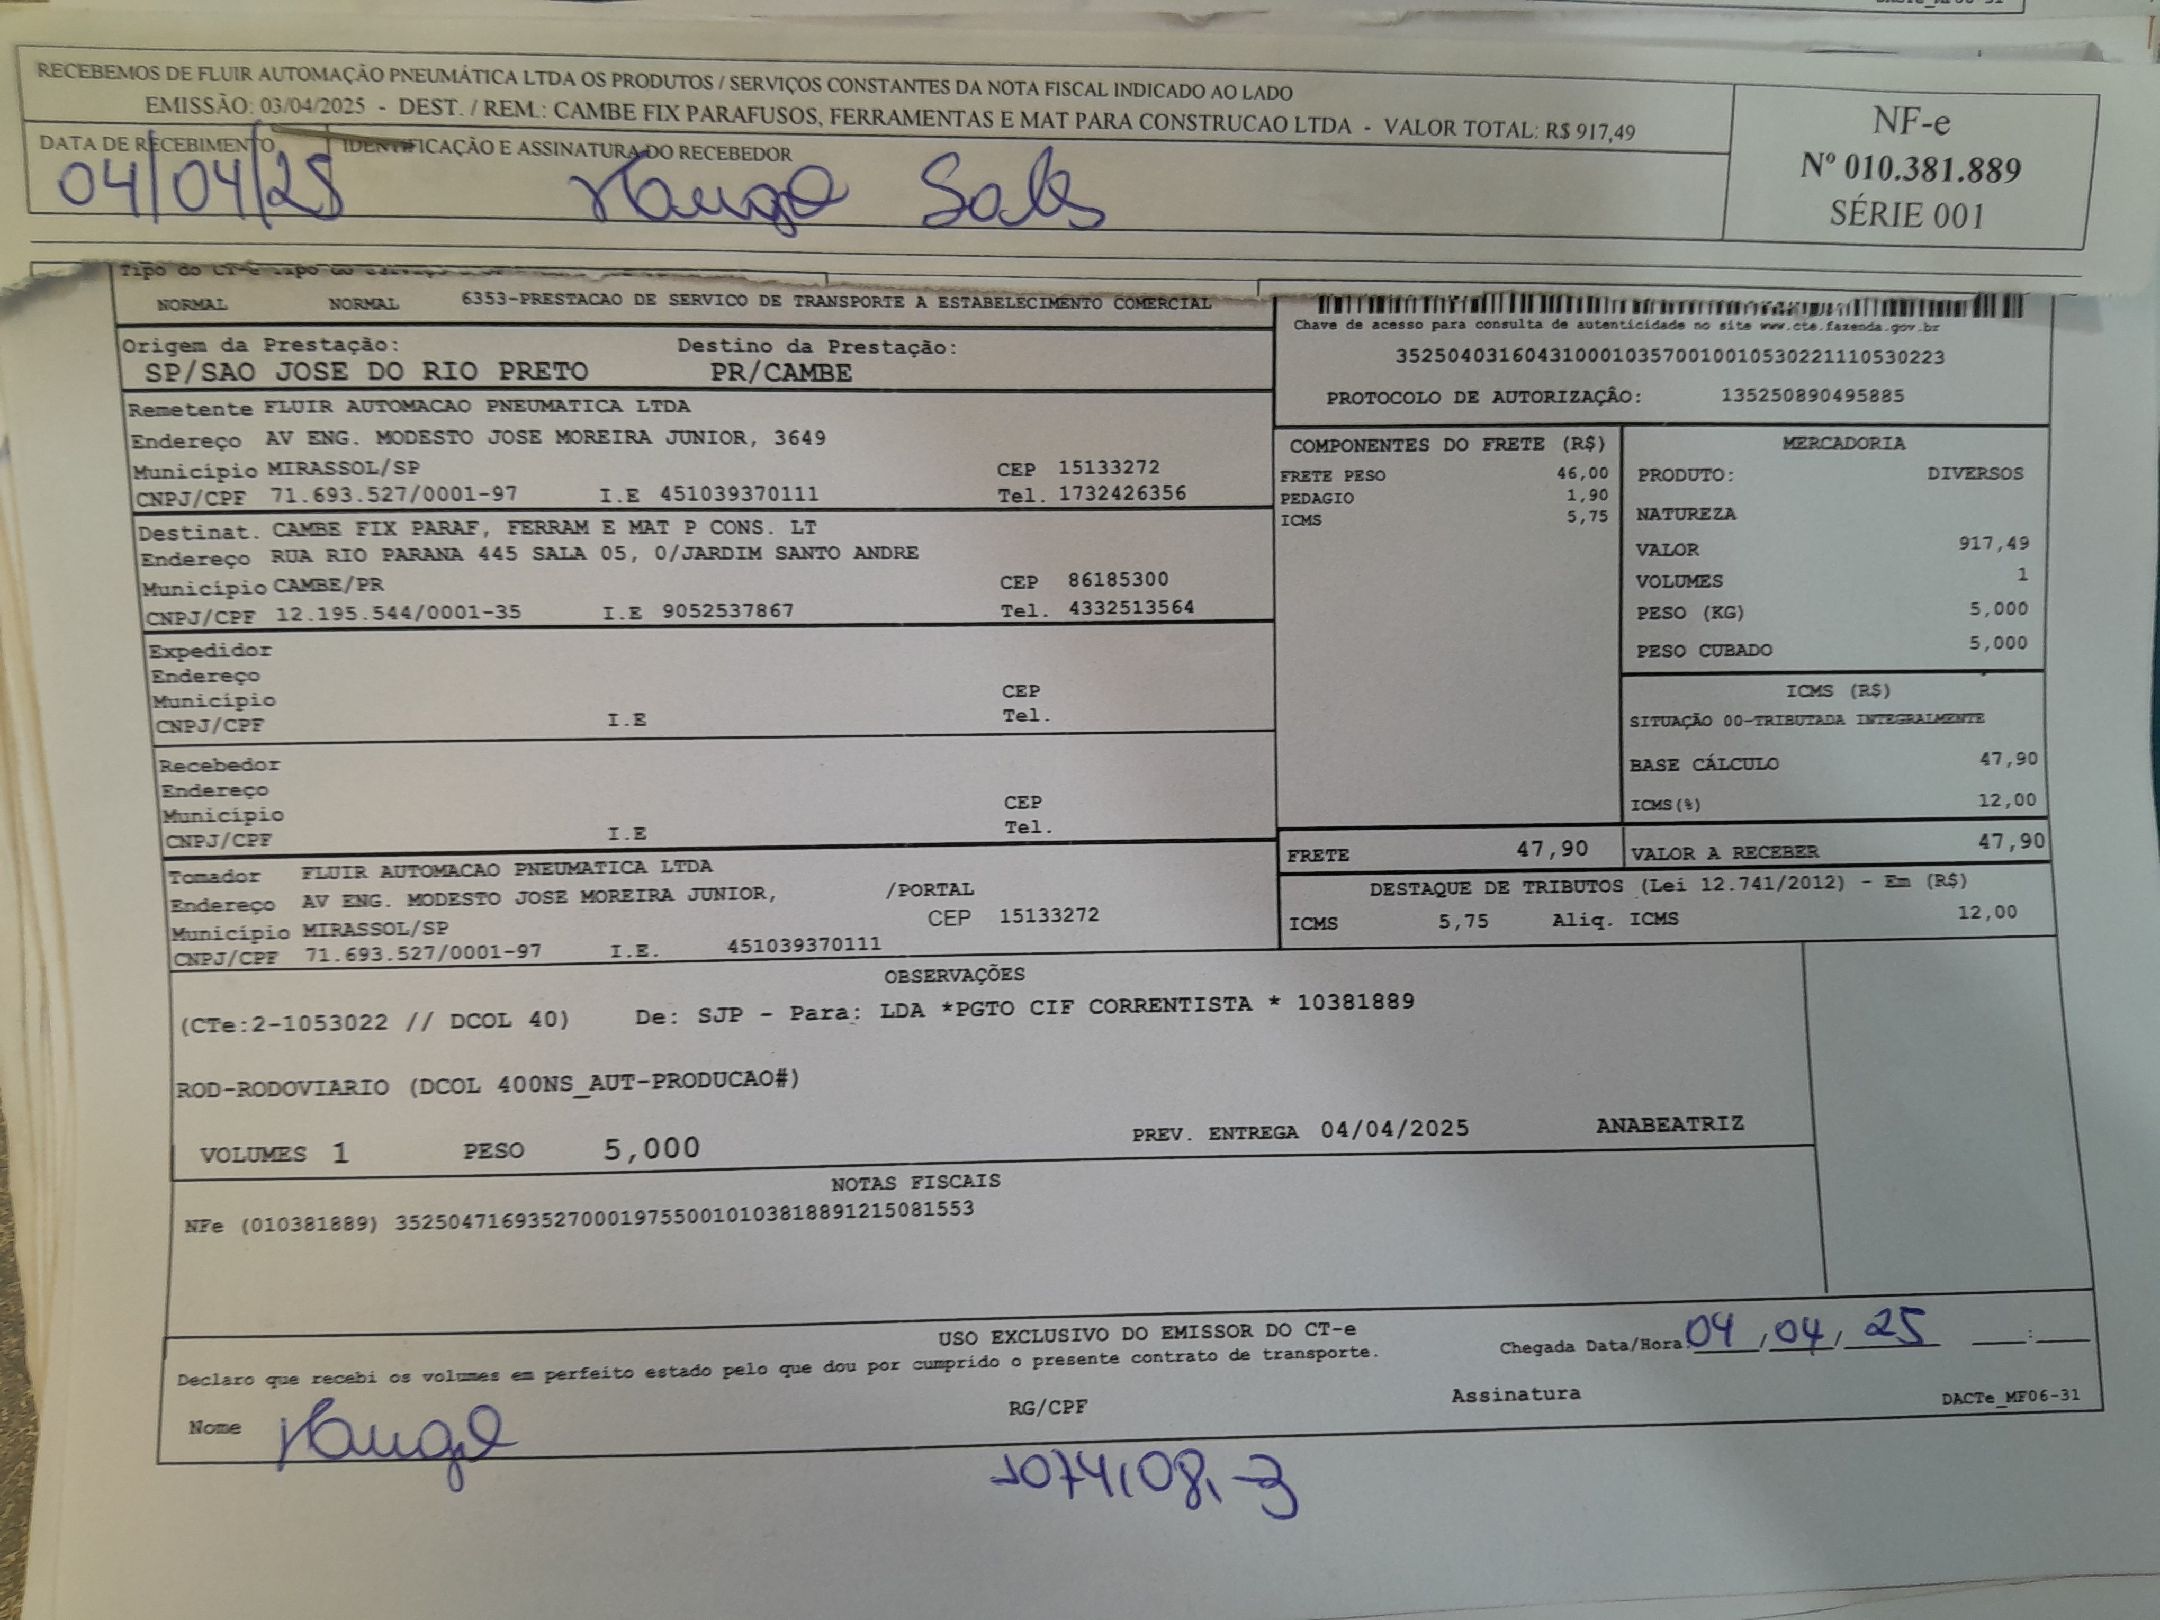 RECEBEMOS DE FLUIR AUTOMAÇÃO PNEUMÁTICA LTDA OS PRODUTOS / SERVIÇOS CONSTANTES DA NOTA FISCAL INDICADO AO LADO
EMISSÃO: 03/04/2025 - DEST. / REM.: CAMBE FIX PARAFUSOS, FERRAMENTAS E MAT PARA CONSTRUCAO LTDA - VALOR TOTAL: R$ 917,49
NF-e
Nº 010.381.889
SÉRIE 001
DATA DE RECEBIMENTO
IDENTIFICAÇÃO E ASSINATURA DO RECEBEDOR
04/04/25
NORMAL NORMAL 6353-PRESTACAO DE SERVICO DE TRANSPORTE A ESTABELECIMENTO COMERCIAL
Chave de acesso para consulta de autenticidade no site www.cte.fazenda.gov.br
35250403160431000103570010010530221110530223
PROTOCOLO DE AUTORIZAÇÂO: 135250890495885
Origem da Prestação: Destino da Prestação:
SP/SAO JOSE DO RIO PRETO PR/CAMBE
Remetente FLUIR AUTOMACAO PNEUMATICA LTDA
Endereço AV ENG. MODESTO JOSE MOREIRA JUNIOR, 3649
Município MIRASSOL/SP CEP 15133272
CNPJ/CPF 71.693.527/0001-97 I.E 451039370111 Tel. 1732426356
Destinat. CAMBE FIX PARAF, FERRAM E MAT P CONS. LT
Endereço RUA RIO PARANA 445 SALA 05, 0/JARDIM SANTO ANDRE
Município CAMBE/PR CEP 86185300
CNPJ/CPF 12.195.544/0001-35 I.E 9052537867 Tel. 4332513564
Expedidor
Endereço
Município CEP
CNPJ/CPF I.E Tel.
Recebedor
Endereço
Município CEP
CNPJ/CPF I.E Tel.
Tomador FLUIR AUTOMACAO PNEUMATICA LTDA
Endereço AV ENG. MODESTO JOSE MOREIRA JUNIOR, /PORTAL
Município MIRASSOL/SP CEP 15133272
CNPJ/CPF 71.693.527/0001-97 I.E. 451039370111
COMPONENTES DO FRETE (R$)
FRETE PESO 46,00
PEDAGIO 1,90
ICMS 5,75
MERCADORIA
PRODUTO: DIVERSOS
NATUREZA
VALOR 917,49
VOLUMES 1
PESO (KG) 5,000
PESO CUBADO 5,000
ICMS (R$)
SITUAÇÃO 00-TRIBUTADA INTEGRALMENTE
BASE CÁLCULO 47,90
ICMS(%) 12,00
FRETE 47,90 VALOR A RECEBER 47,90
DESTAQUE DE TRIBUTOS (Lei 12.741/2012) - Em (R$)
ICMS 5,75 Aliq. ICMS 12,00
OBSERVAÇÕES
(CTe:2-1053022 // DCOL 40) De: SJP - Para: LDA *PGTO CIF CORRENTISTA * 10381889
ROD-RODOVIARIO (DCOL 400NS_AUT-PRODUCAO#)
VOLUMES 1 PESO 5,000 PREV. ENTREGA 04/04/2025 ANABEATRIZ
NOTAS FISCAIS
NFe (010381889) 35250471693527000197550010103818891215081553
USO EXCLUSIVO DO EMISSOR DO CT-e
Declaro que recebi os volumes em perfeito estado pelo que dou por cumprido o presente contrato de transporte.
Chegada Data/Hora: 04/04/25 __:__
Nome RG/CPF Assinatura DACTe_MF06-31